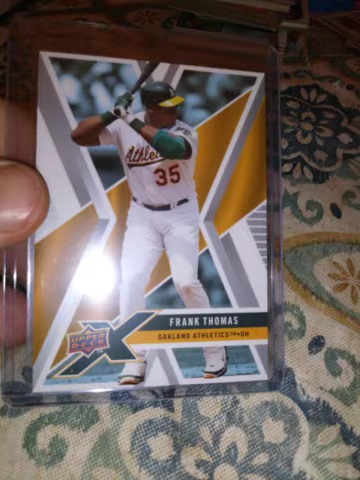 Athletics
35
FRANK THOMAS
OAKLAND ATHLETICS™•DH
X
UPPER
DECK